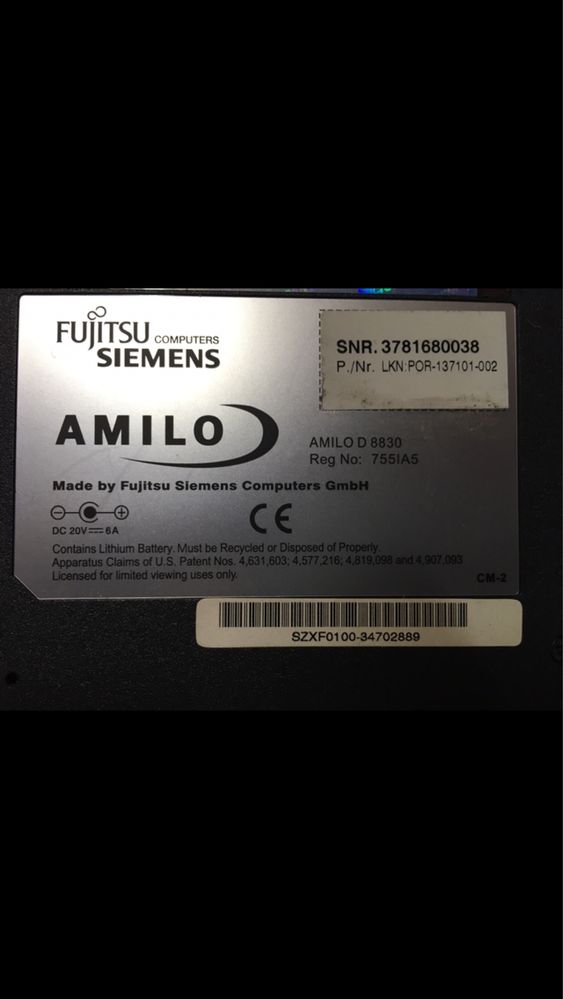 FUJITSU COMPUTERS
SIEMENS
SNR. 3781680038
P./Nr. LKN:POR-137101-002
AMILO
AMILO D 8830
Reg No: 755IA5
Made by Fujitsu Siemens Computers GmbH
DC 20V⎓6A
CE
Contains Lithium Battery. Must be Recycled or Disposed of Properly.
Apparatus Claims of U.S. Patent Nos. 4,631,603; 4,577,216; 4,819,098 and 4,907,093
Licensed for limited viewing uses only.
CM-2
SZXF0100-34702889